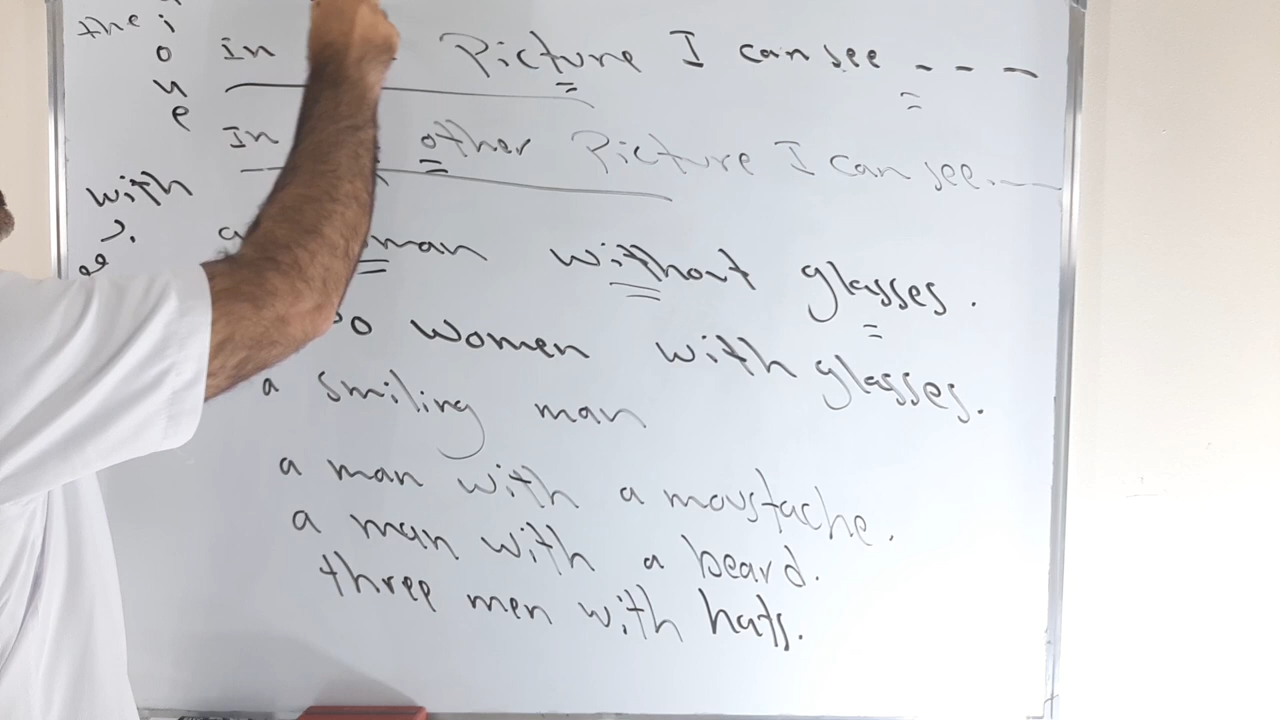 the
i
o
n
e
with
in Picture I can see - - -
In other Picture I can see.---
a man without glasses.
women with glasses.
a smiling man
a man with a moustache.
a man with a beard.
three men with hats.